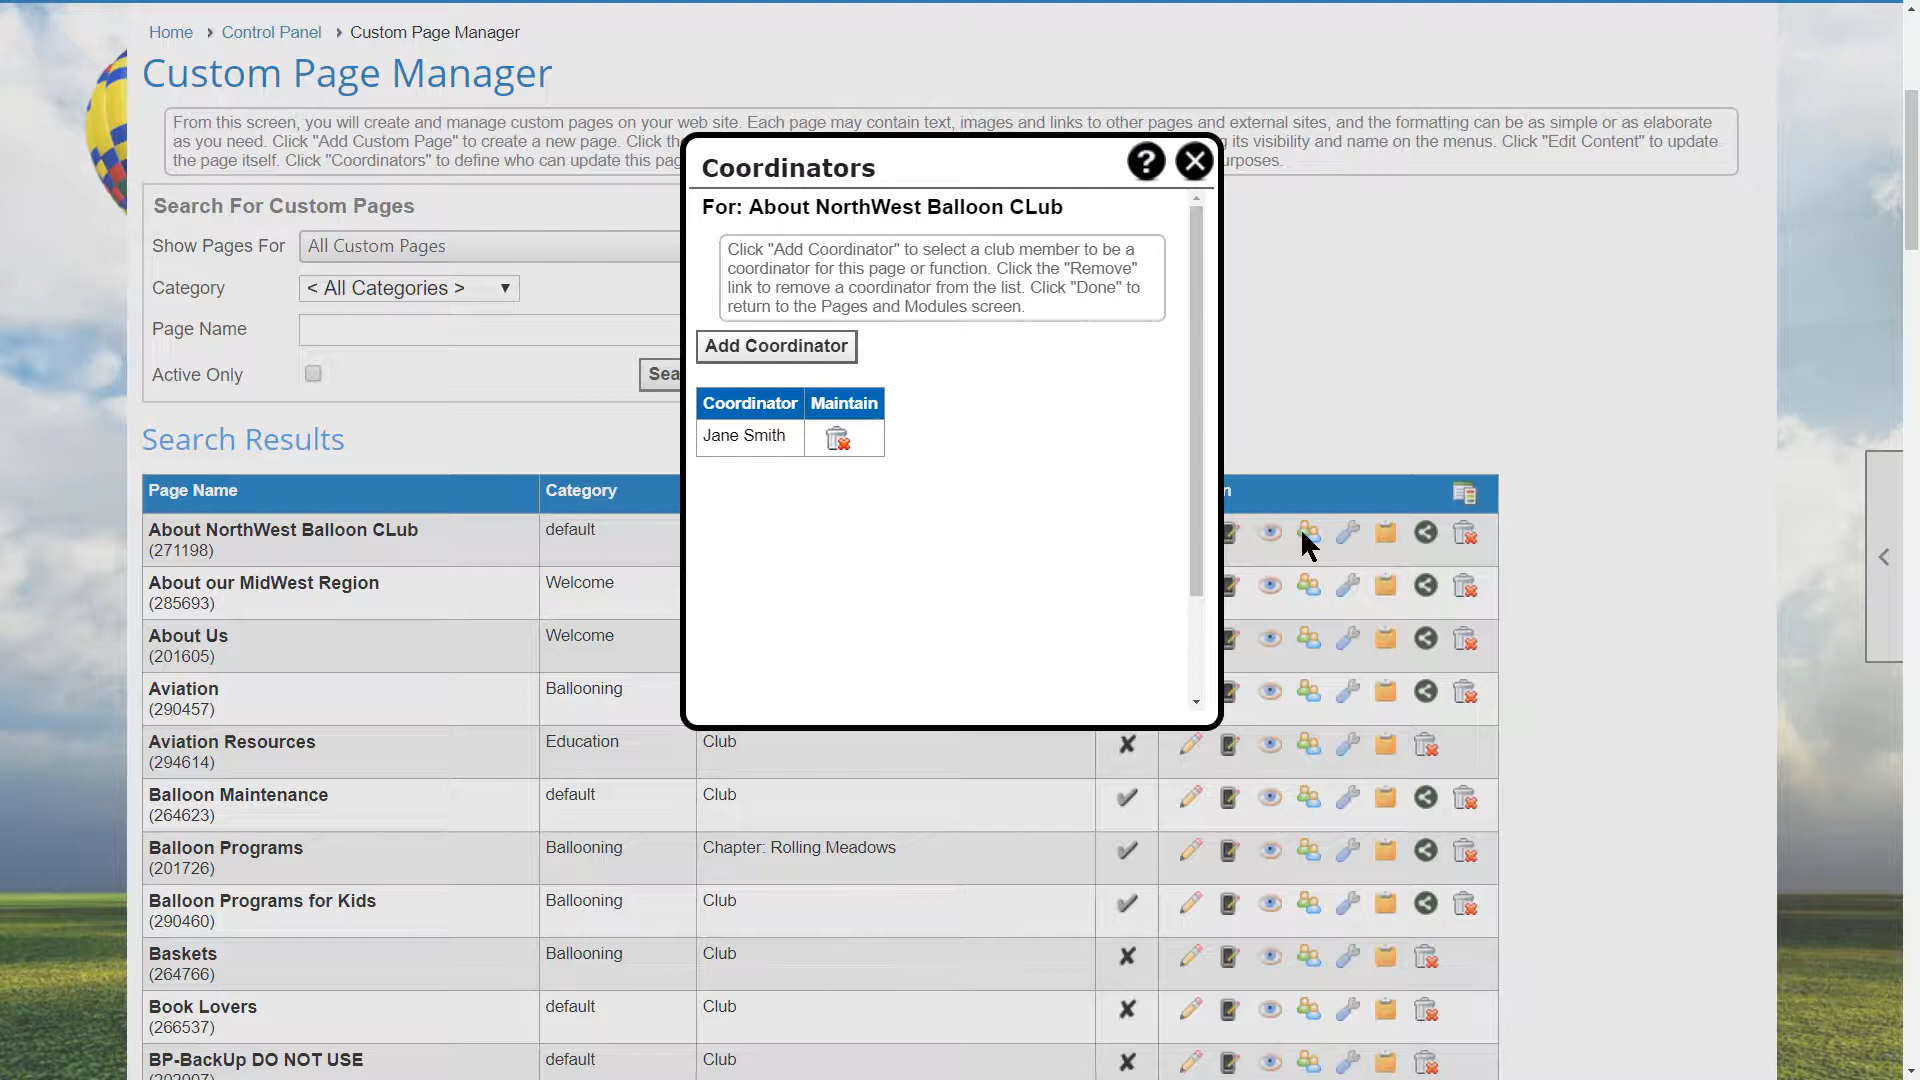 Home › Control Panel › Custom Page Manager
Custom Page Manager
From this screen, you will create and manage custom pages on your web site. Each page may contain text, images and links to other pages and external sites, and the formatting can be as simple or as elaborate
as you need. Click "Add Custom Page" to create a new page. Click th its visibility and name on the menus. Click "Edit Content" to update
the page itself. Click "Coordinators" to define who can update this pag urposes.
Coordinators
For: About NorthWest Balloon CLub
Click "Add Coordinator" to select a club member to be a
coordinator for this page or function. Click the "Remove"
link to remove a coordinator from the list. Click "Done" to
return to the Pages and Modules screen.
Add Coordinator
Coordinator Maintain
Jane Smith
Search For Custom Pages
Show Pages For All Custom Pages
Category < All Categories >
Page Name
Active Only
Sea
Search Results
Page Name Category n
About NorthWest Balloon CLub default
(271198)
About our MidWest Region Welcome
(285693)
About Us Welcome
(201605)
Aviation Ballooning
(290457)
Aviation Resources Education Club
(294614)
Balloon Maintenance default Club
(264623)
Balloon Programs Ballooning Chapter: Rolling Meadows
(201726)
Balloon Programs for Kids Ballooning Club
(290460)
Baskets Ballooning Club
(264766)
Book Lovers default Club
(266537)
BP-BackUp DO NOT USE default Club